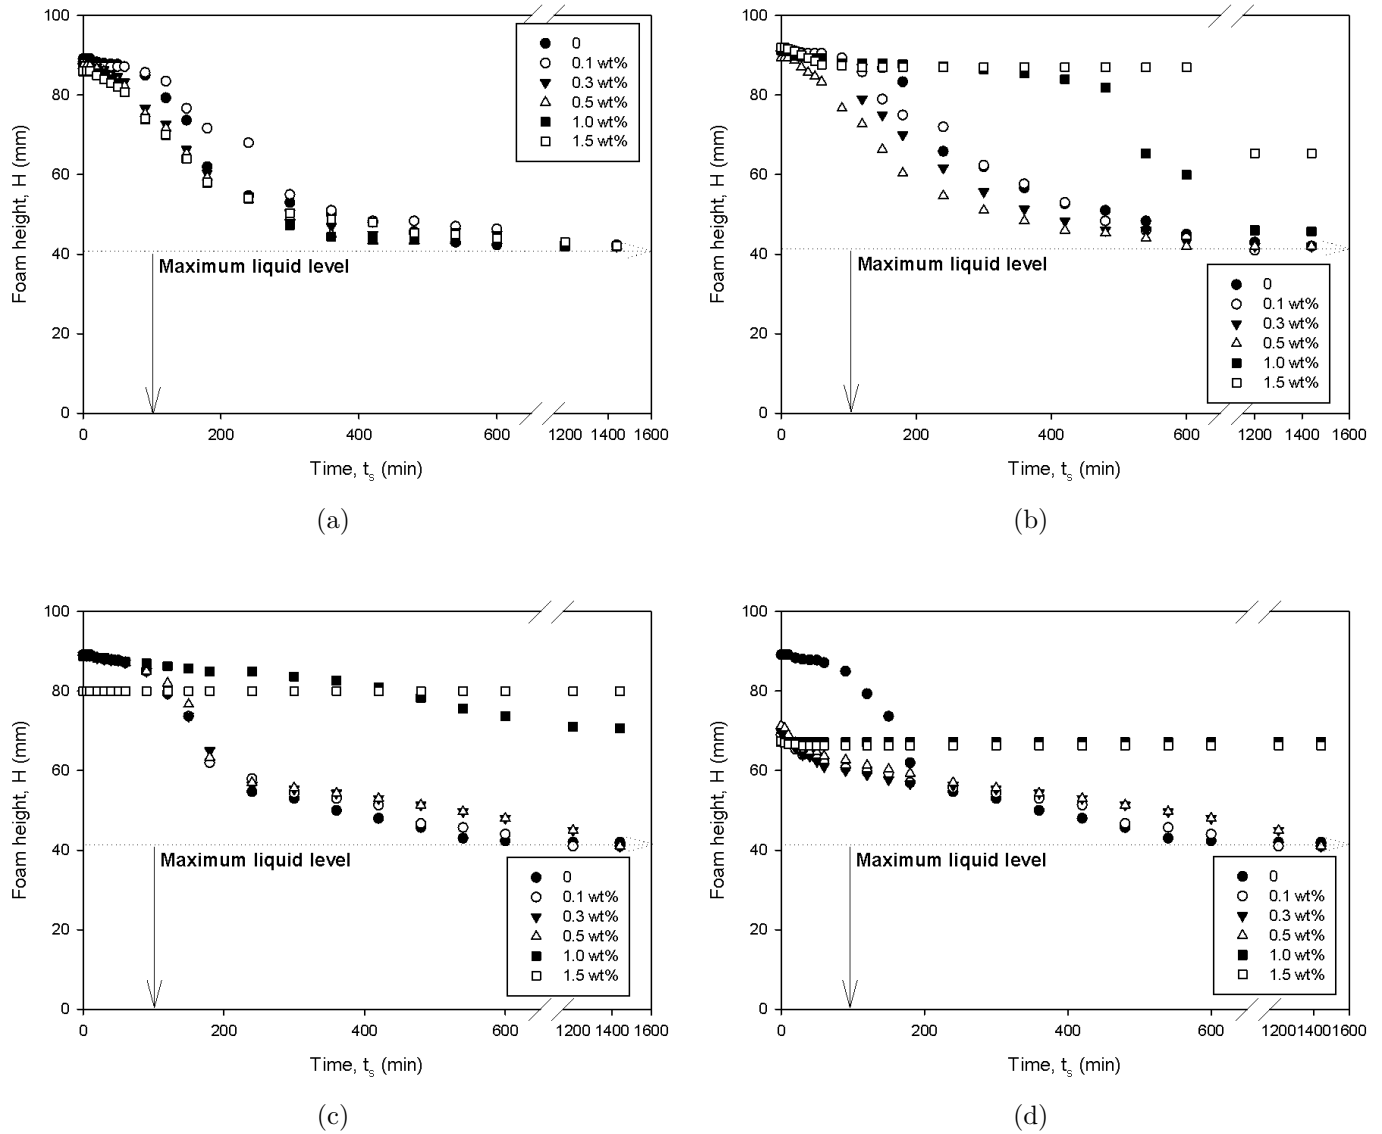 100
80
60
40
20
0
Foam height, H (mm)
0
0.1 wt%
0.3 wt%
0.5 wt%
1.0 wt%
1.5 wt%
Maximum liquid level
0 200 400 600 1200 1400 1600
Time, ts (min)
(a)
100
80
60
40
20
0
Foam height, H (mm)
Maximum liquid level
0
0.1 wt%
0.3 wt%
0.5 wt%
1.0 wt%
1.5 wt%
0 200 400 600 1200 1400 1600
Time, ts (min)
(b)
100
80
60
40
20
0
Foam height, H (mm)
Maximum liquid level
0
0.1 wt%
0.3 wt%
0.5 wt%
1.0 wt%
1.5 wt%
0 200 400 600 1200 1400 1600
Time, ts (min)
(c)
100
80
60
40
20
0
Foam height, H (mm)
Maximum liquid level
0
0.1 wt%
0.3 wt%
0.5 wt%
1.0 wt%
1.5 wt%
0 200 400 600 1200 1400 1600
Time, ts (min)
(d)